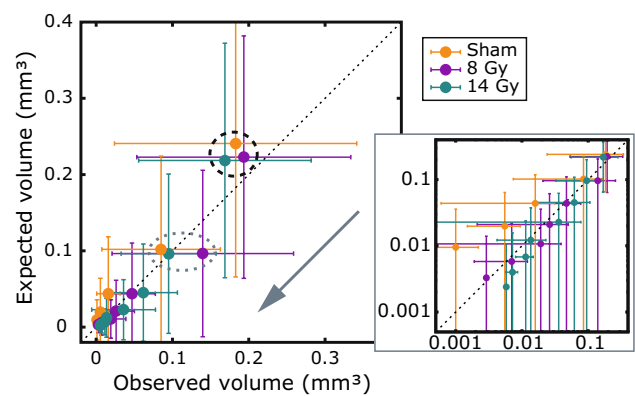 0.4
0.3
0.2
0.1
0
Expected volume (mm³)
0 0.1 0.2 0.3
Observed volume (mm³)
Sham
8 Gy
14 Gy
0.1
0.01
0.001
0.001 0.01 0.1